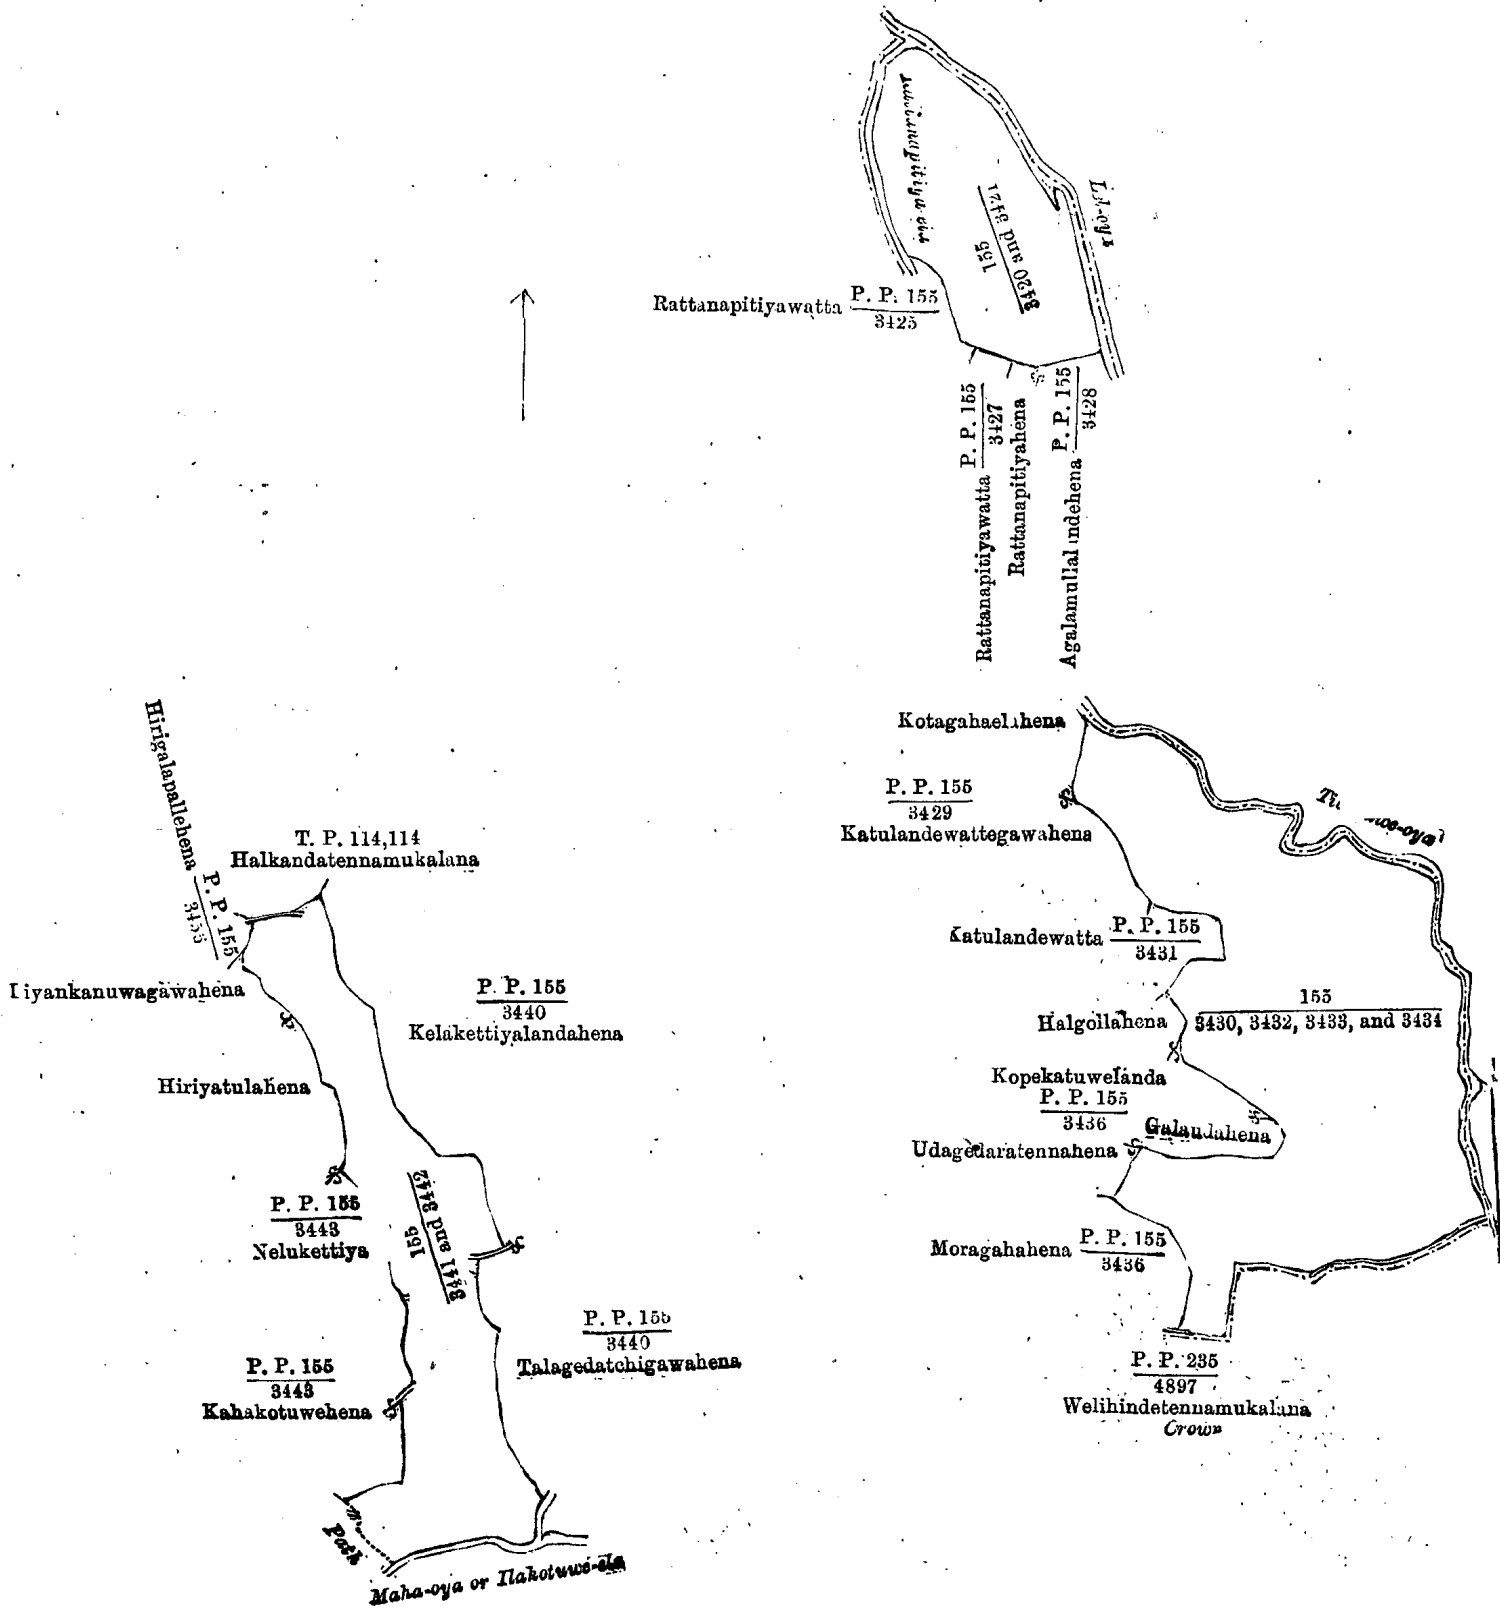 155
3420 and 3421
Rattanapitiyawatta P. P. 155
3425
P. P. 155
Rattanapitiyawatta 3427
Rattanapitiyahena
P. P. 155
3428
Kotagahaelahena
P. P. 155
3429
Katulandewattegawahena
Katulandewatta P. P. 155
3431
Halgollahena
155
3430, 3432, 3433, and 3434
Kopekatuwelanda
P. P. 155
3436
Galaudahena
Udagedaratennahena
Moragahahena P. P. 155
3436
P. P. 235
4897
Welihindetennamukalana
Crown
Hirigalapallehena P. P. 155
3455
T. P. 114,114
Halkandatennamukalana
P. P. 155
3440
Kelakettiyalandahena
Hiriyatulahena
155
3441 and 3442
P. P. 155
3443
Nelukettiya
P. P. 155
3440
Talagedatchigawahena
P. P. 155
3443
Kahakotuwehena
Path
Maha-oya or Ilakotuwe-ela